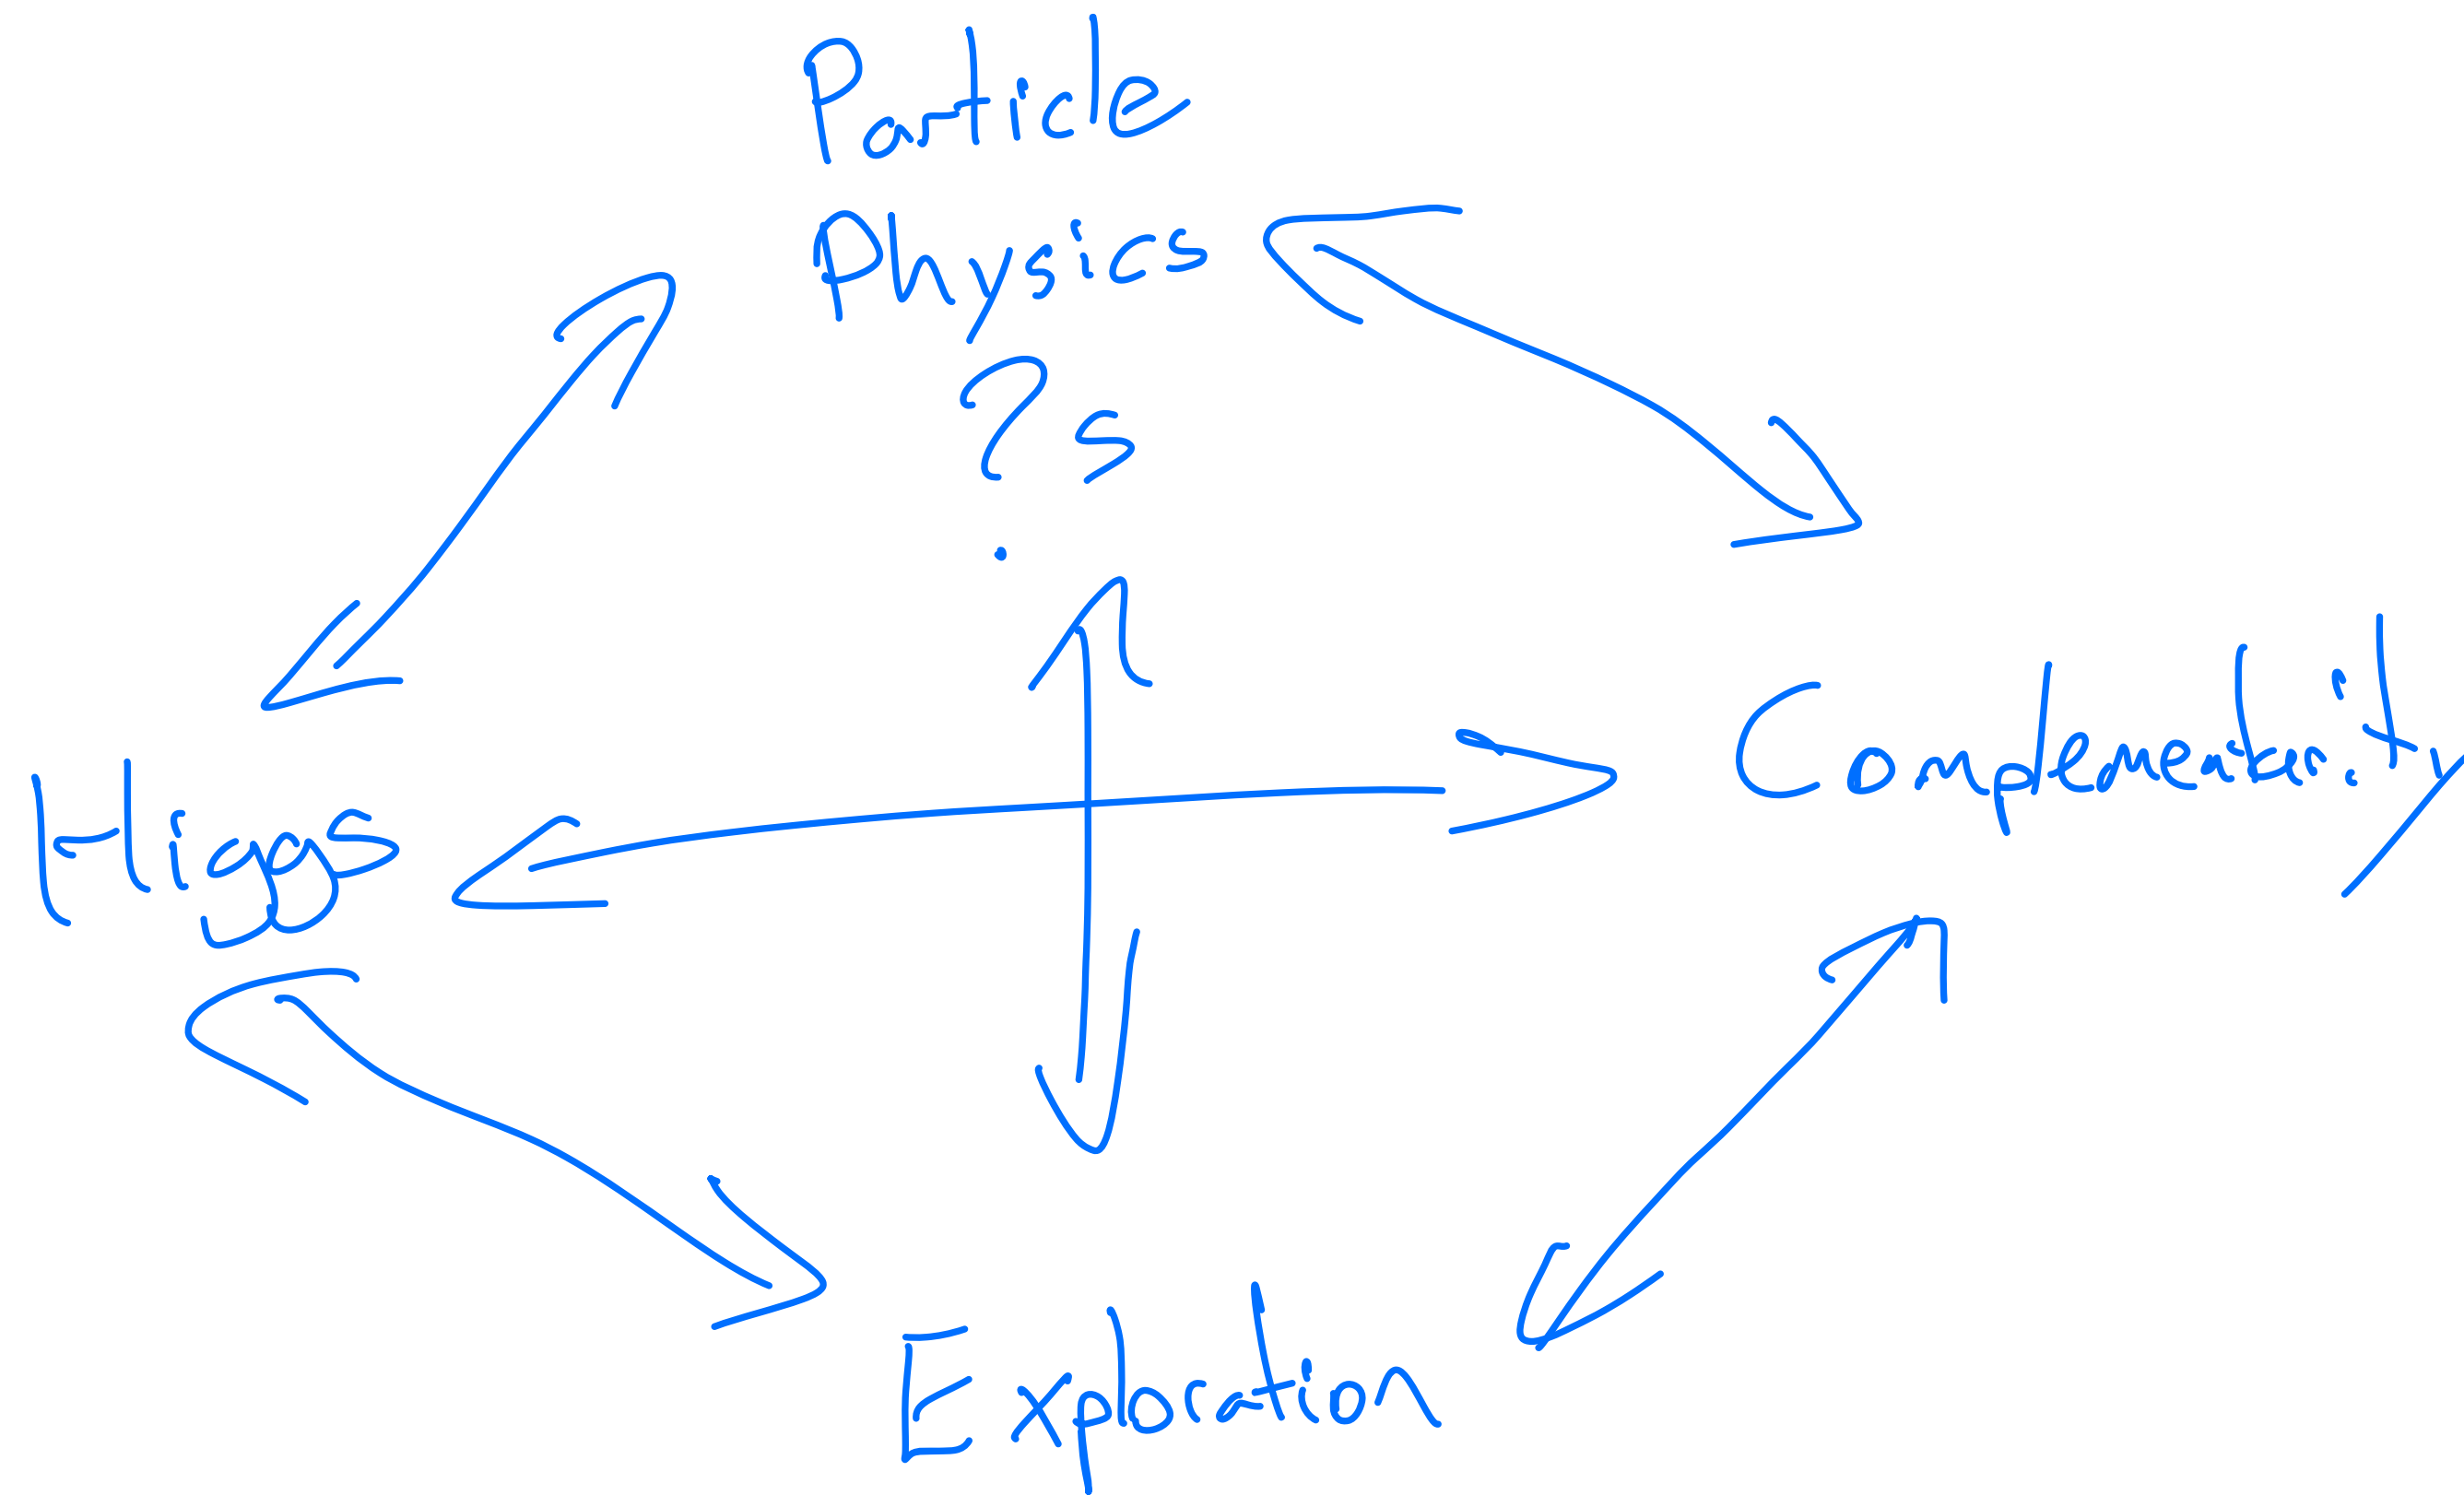 Particle
Physics
?s
Higgs
Complementarity
Exploration